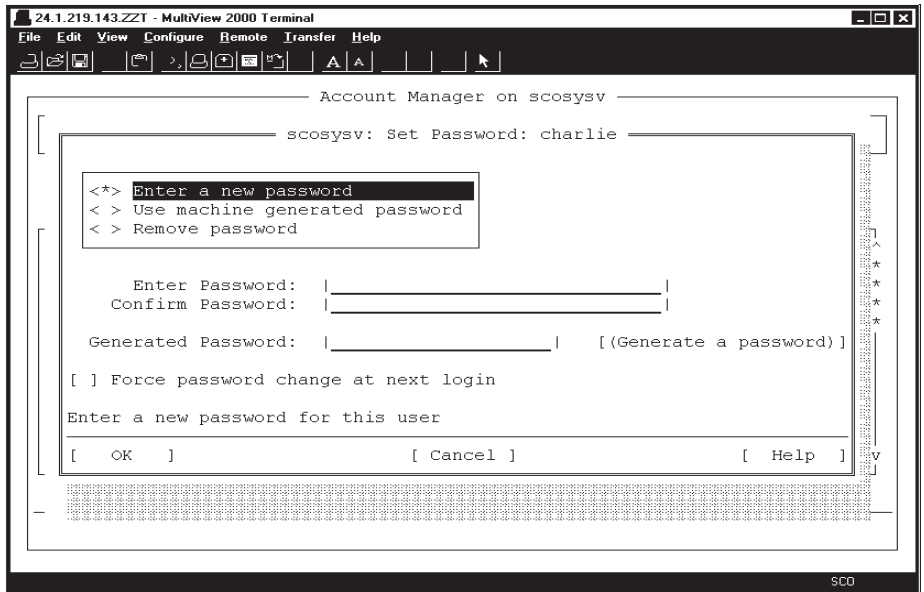 24.1.219.143.ZZT - MultiView 2000 Terminal
File Edit View Configure Remote Transfer Help
Account Manager on scosysv
scosysv: Set Password: charlie
<*> Enter a new password
< > Use machine generated password
< > Remove password
Enter Password:
Confirm Password:
Generated Password: [(Generate a password)]
[ ] Force password change at next login
Enter a new password for this user
[ OK ] [ Cancel ] [ Help ]
SCO